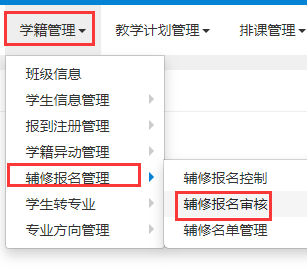 学籍管理 教学计划管理 排课管理
班级信息
学生信息管理
报到注册管理
学籍异动管理
辅修报名管理 辅修报名控制
学生转专业 辅修报名审核
专业方向管理 辅修名单管理